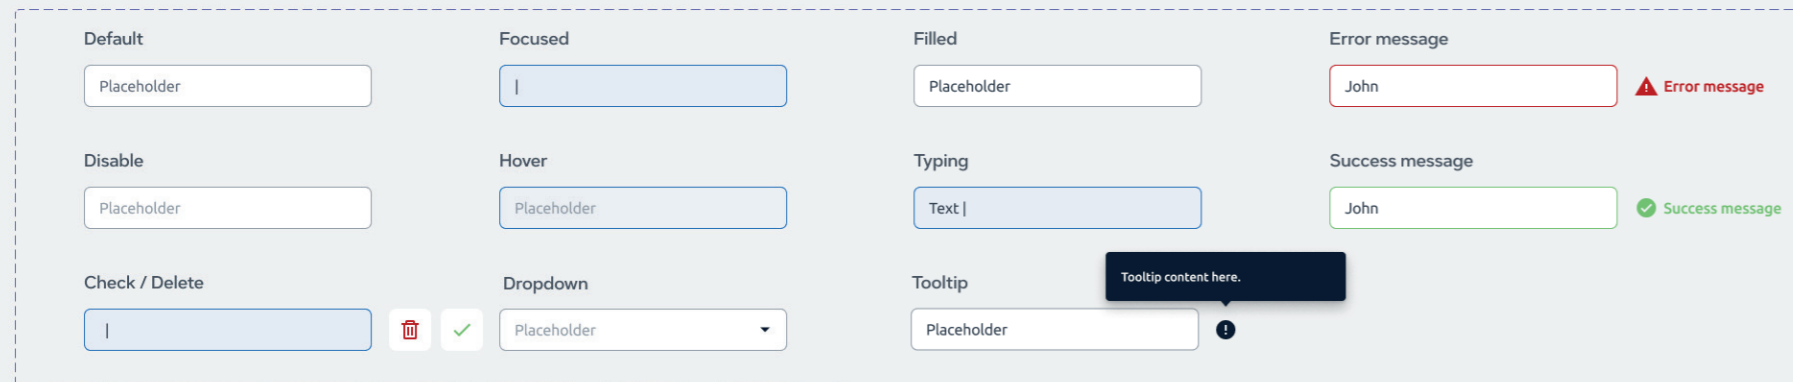 Default
Focused
Filled
Error message
Placeholder
|
Placeholder
John
Error message
Disable
Hover
Typing
Success message
Placeholder
Placeholder
Text |
John
Success message
Check / Delete
Dropdown
Tooltip
Tooltip content here.
|
Placeholder
Placeholder